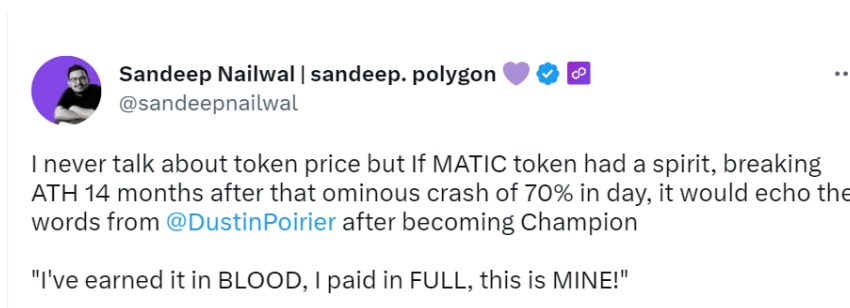 Sandeep Nailwal | sandeep. polygon
@sandeepnailwal
I never talk about token price but If MATIC token had a spirit, breaking
ATH 14 months after that ominous crash of 70% in day, it would echo the
words from @DustinPoirier after becoming Champion
"I've earned it in BLOOD, I paid in FULL, this is MINE!"